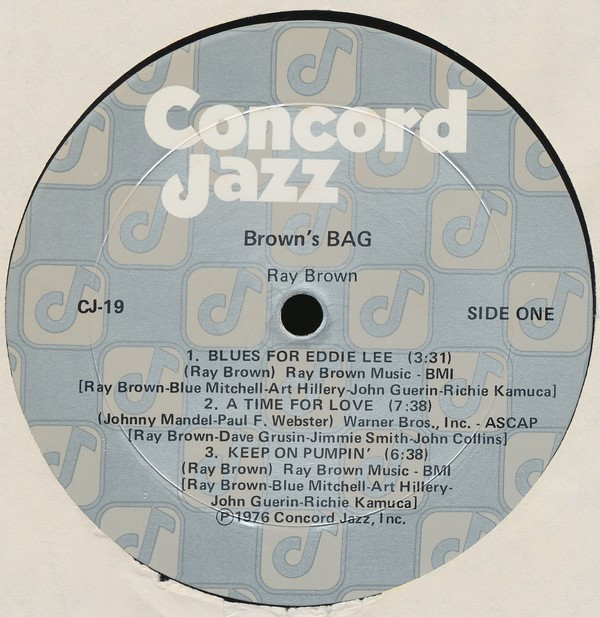 Concord
Jazz
Brown's BAG
Ray Brown
CJ-19
SIDE ONE
1. BLUES FOR EDDIE LEE (3:31)
(Ray Brown) Ray Brown Music - BMI
[Ray Brown-Blue Mitchell-Art Hillery-John Guerin-Richie Kamuca]
2. A TIME FOR LOVE (7:38)
(Johnny Mandel-Paul F. Webster) Warner Bros., Inc. - ASCAP
[Ray Brown-Dave Grusin-Jimmie Smith-John Collins]
3. KEEP ON PUMPIN' (6:38)
(Ray Brown) Ray Brown Music - BMI
[Ray Brown-Blue Mitchell-Art Hillery-
John Guerin-Richie Kamuca]
℗1976 Concord Jazz, Inc.